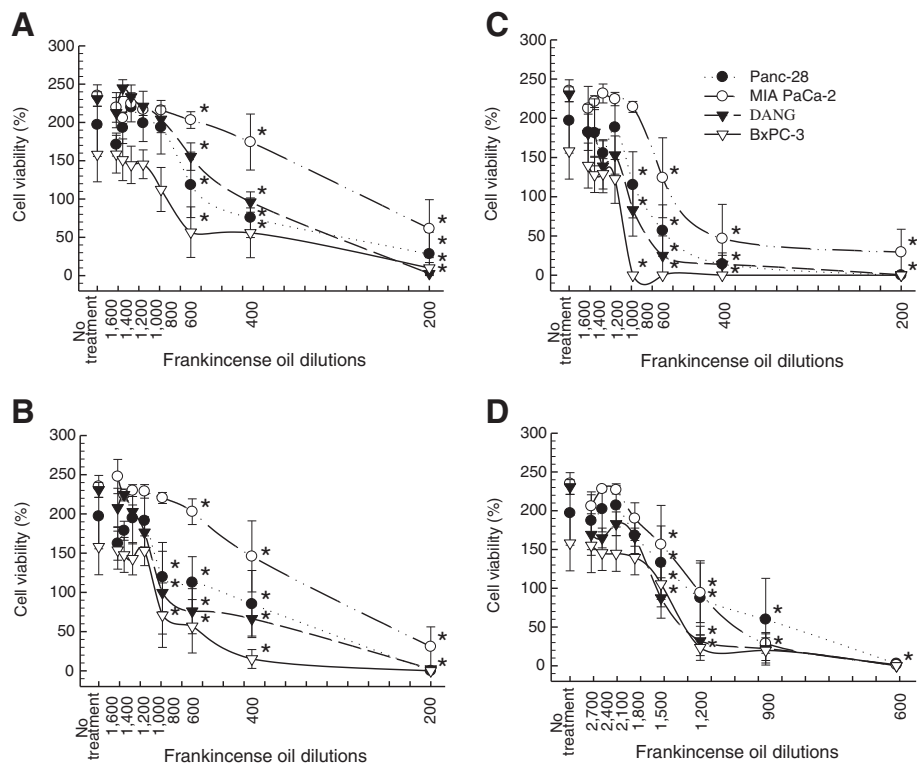 A
300
250
200
150
100
50
0
Cell viability (%)
* * * * * * * * * *
No treatment
1,600
1,400
1,200
1,000
800
600
400
200
Frankincense oil dilutions
C
300
250
200
150
100
50
0
Cell viability (%)
Panc-28
MIA PaCa-2
DANG
BxPC-3
* * * * * * * * * * * *
No treatment
1,600
1,400
1,200
1,000
800
600
400
200
Frankincense oil dilutions
B
300
250
200
150
100
50
0
Cell viability (%)
* * * * * * * * * * * *
No treatment
1,600
1,400
1,200
1,000
800
600
400
200
Frankincense oil dilutions
D
300
250
200
150
100
50
0
Cell viability (%)
* * * * * * * * * * *
No treatment
2,700
2,400
2,100
1,800
1,500
1,200
900
600
Frankincense oil dilutions